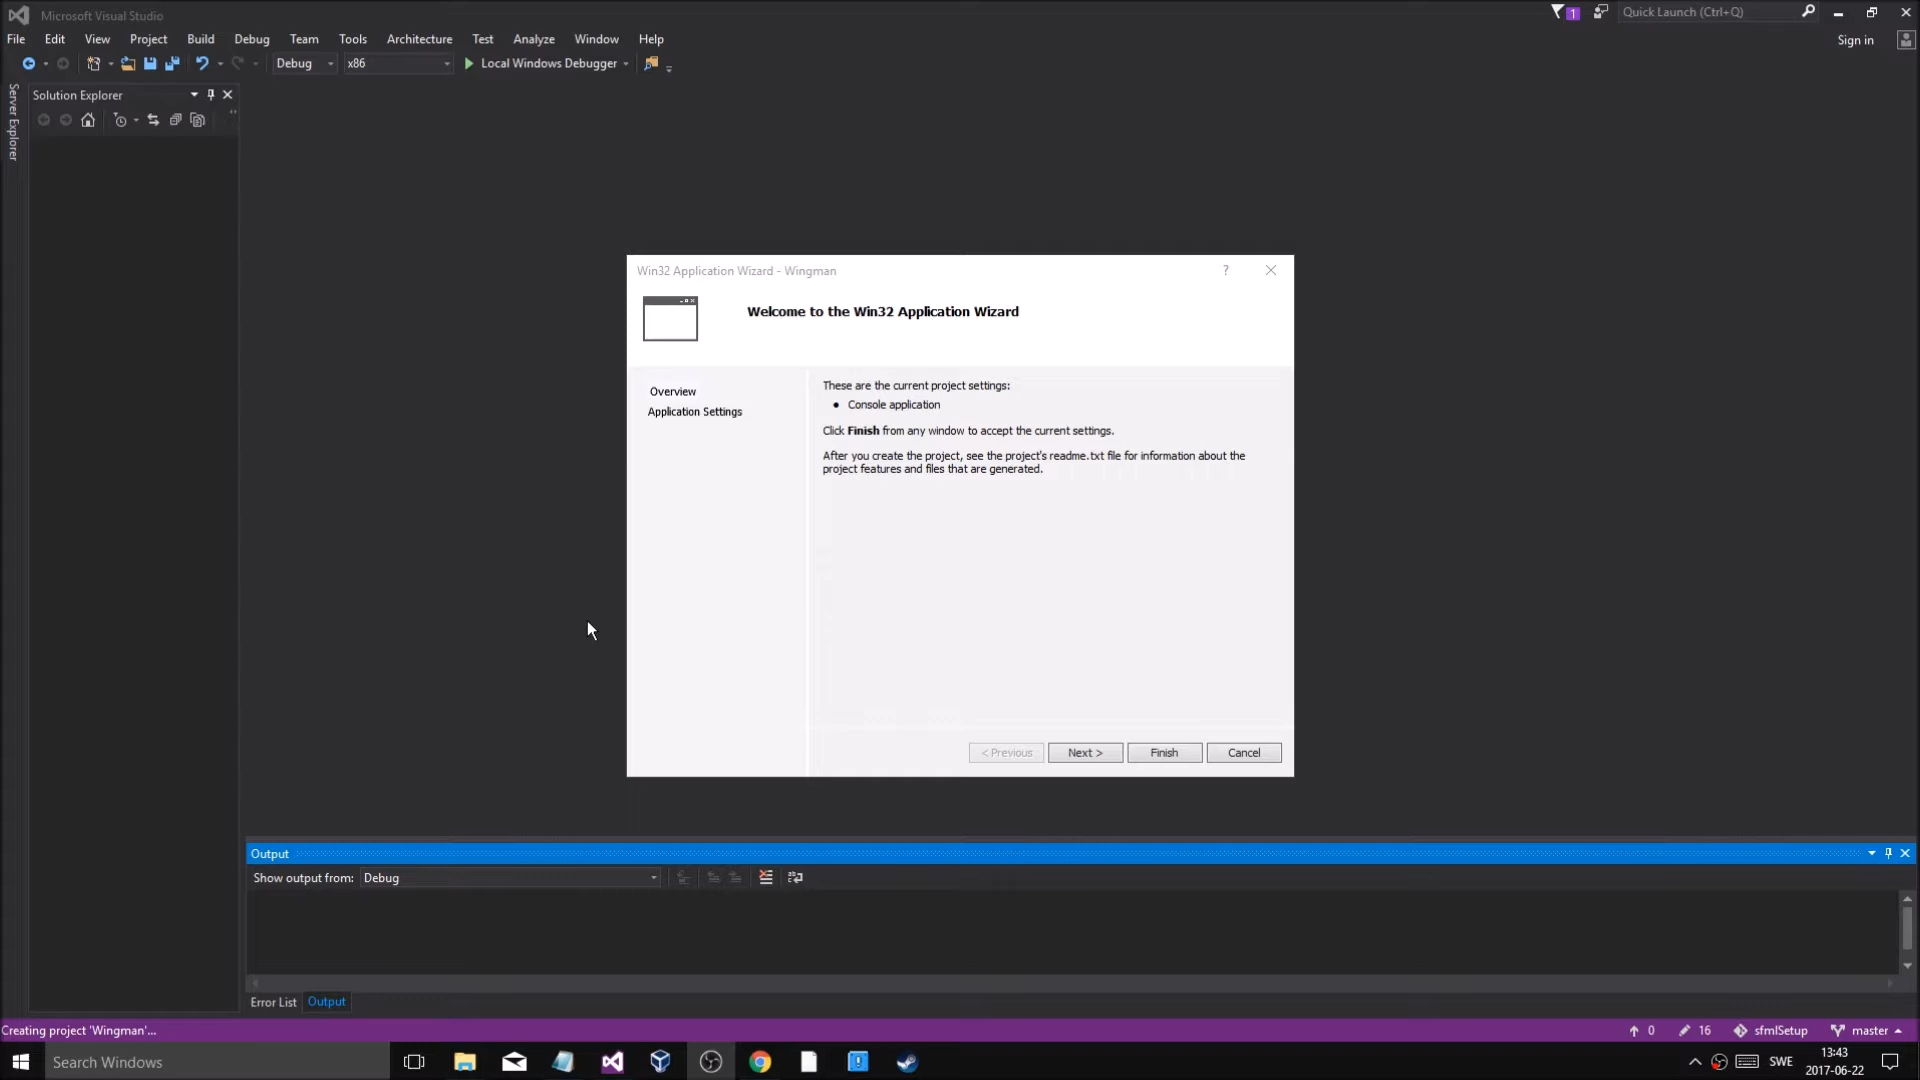 Microsoft Visual Studio
1
Quick Launch (Ctrl+Q)
File Edit View Project Build Debug Team Tools Architecture Test Analyze Window Help
Sign in
Debug x86 Local Windows Debugger
Server Explorer
Solution Explorer
Win32 Application Wizard - Wingman
?
Welcome to the Win32 Application Wizard
Overview
Application Settings
These are the current project settings:
• Console application
Click Finish from any window to accept the current settings.
After you create the project, see the project's readme.txt file for information about the
project features and files that are generated.
< Previous Next > Finish Cancel
Output
Show output from: Debug
Error List Output
Creating project 'Wingman'...
0 16 sfmlSetup master
Search Windows
SWE
13:43
2017-06-22